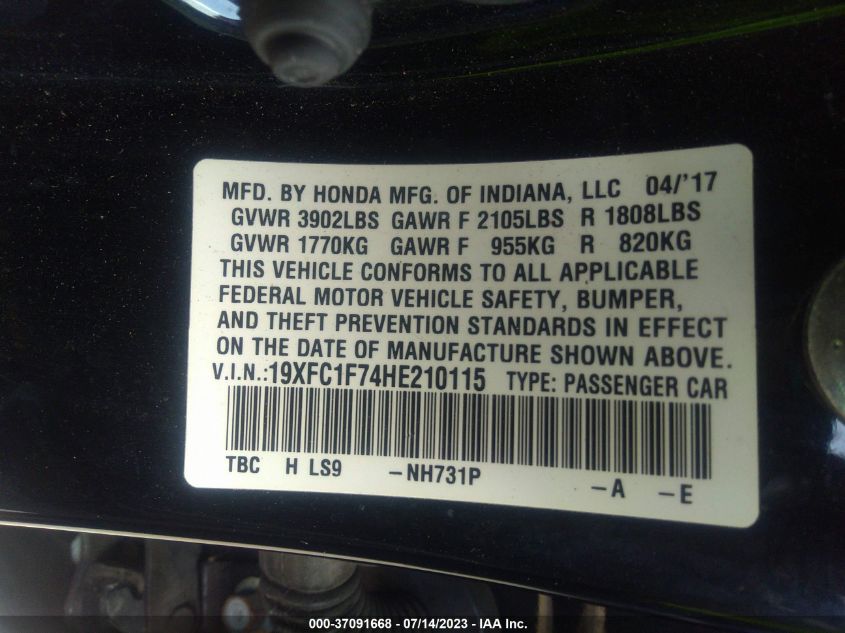 MFD. BY HONDA MFG. OF INDIANA, LLC 04/'17
GVWR 3902LBS GAWR F 2105LBS R 1808LBS
GVWR 1770KG GAWR F 955KG R 820KG
THIS VEHICLE CONFORMS TO ALL APPLICABLE
FEDERAL MOTOR VEHICLE SAFETY, BUMPER,
AND THEFT PREVENTION STANDARDS IN EFFECT
ON THE DATE OF MANUFACTURE SHOWN ABOVE.
V.I.N.:19XFC1F74HE210115 TYPE: PASSENGER CAR
TBC H LS9 -NH731P -A -E
000-37091668 - 07/14/2023 - IAAI.com